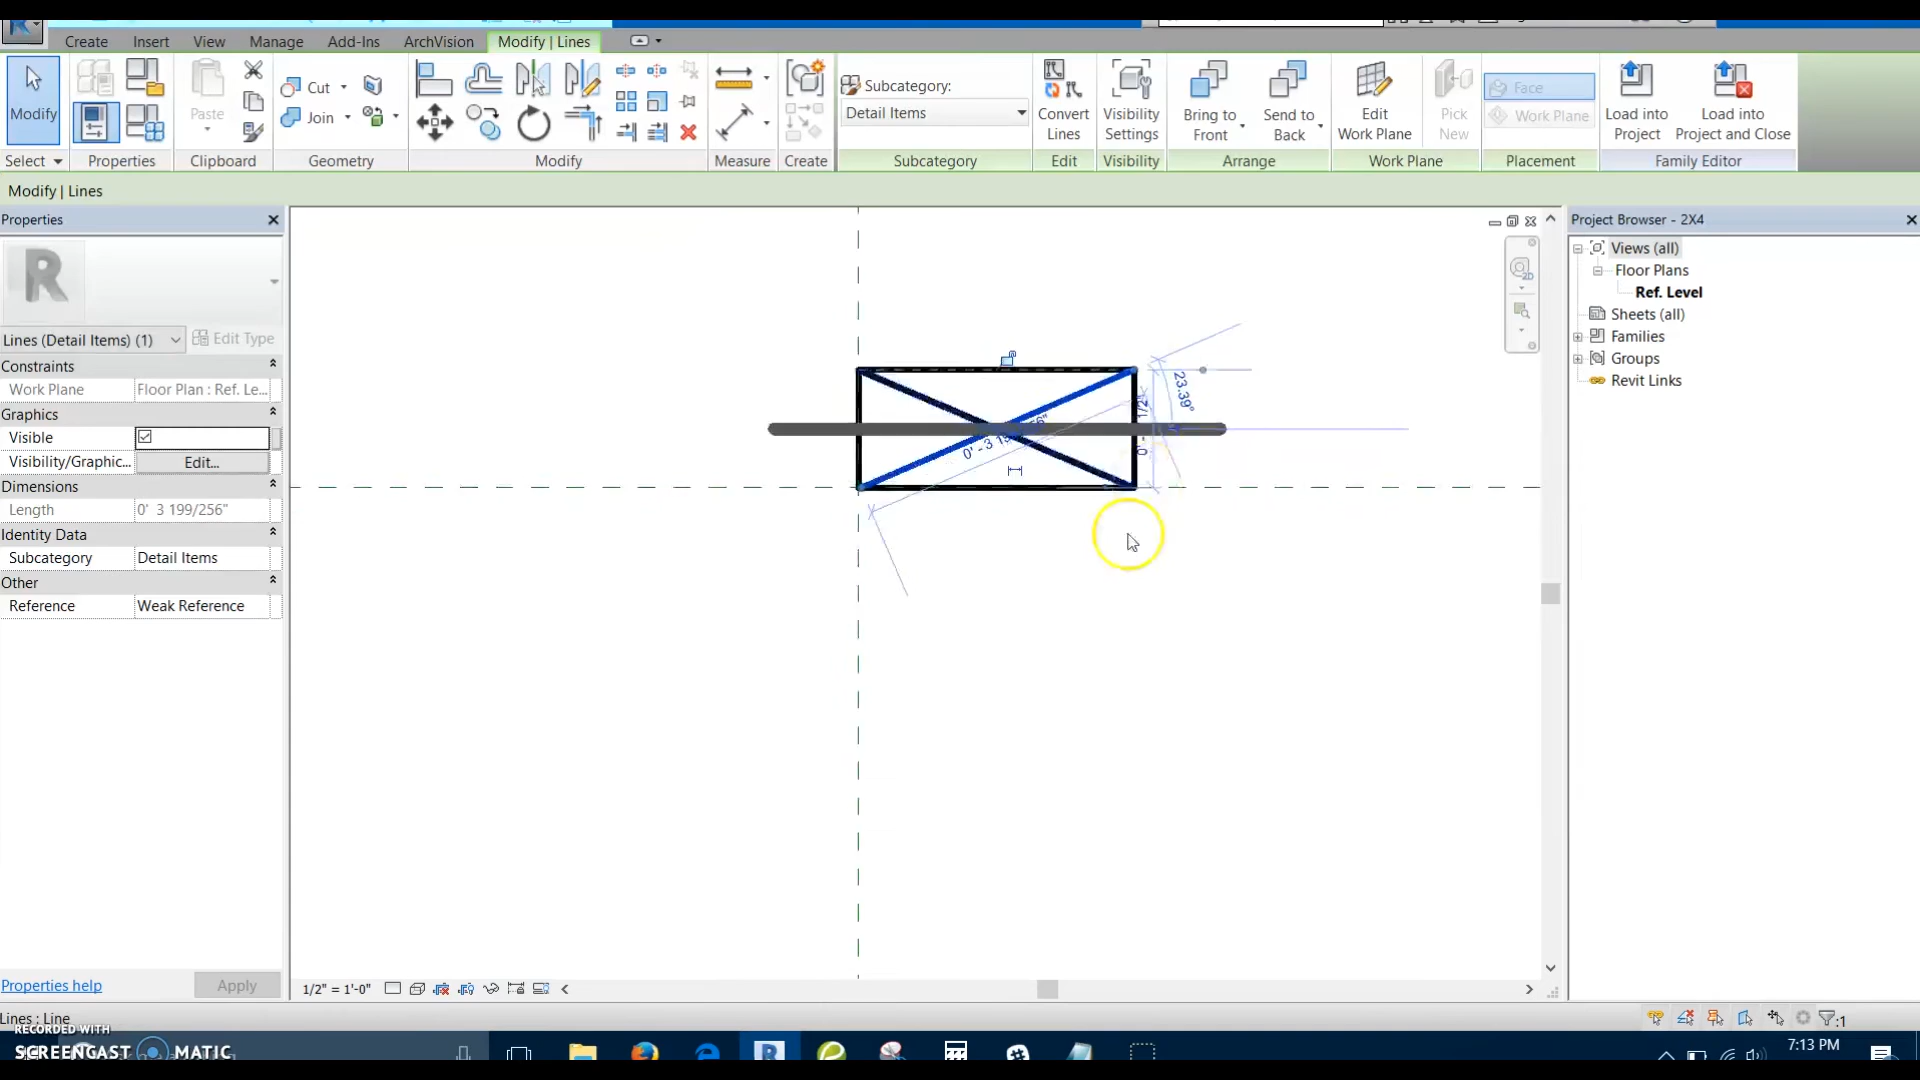 Create Insert View Manage Add-Ins ArchVision Modify | Lines
Modify
Paste
Cut
Join
Subcategory:
Detail Items
Convert Lines
Visibility Settings
Bring to Front
Send to Back
Edit Work Plane
Pick New
Face
Work Plane
Load into Project
Load into Project and Close
Select Properties Clipboard Geometry Modify Measure Create Subcategory Edit Visibility Arrange Work Plane Placement Family Editor
Modify | Lines
Properties
R
Lines (Detail Items) (1) Edit Type
Constraints
Work Plane Floor Plan : Ref. Le...
Graphics
Visible
Visibility/Graphic... Edit...
Dimensions
Length 0' 3 199/256"
Identity Data
Subcategory Detail Items
Other
Reference Weak Reference
Properties help Apply
23.39°
Project Browser - 2X4
Views (all)
Floor Plans
Ref. Level
Sheets (all)
Families
Groups
Revit Links
1/2" = 1'-0"
Lines : Line
:1
RECORDED WITH
SCREENCAST MATIC
7:13 PM